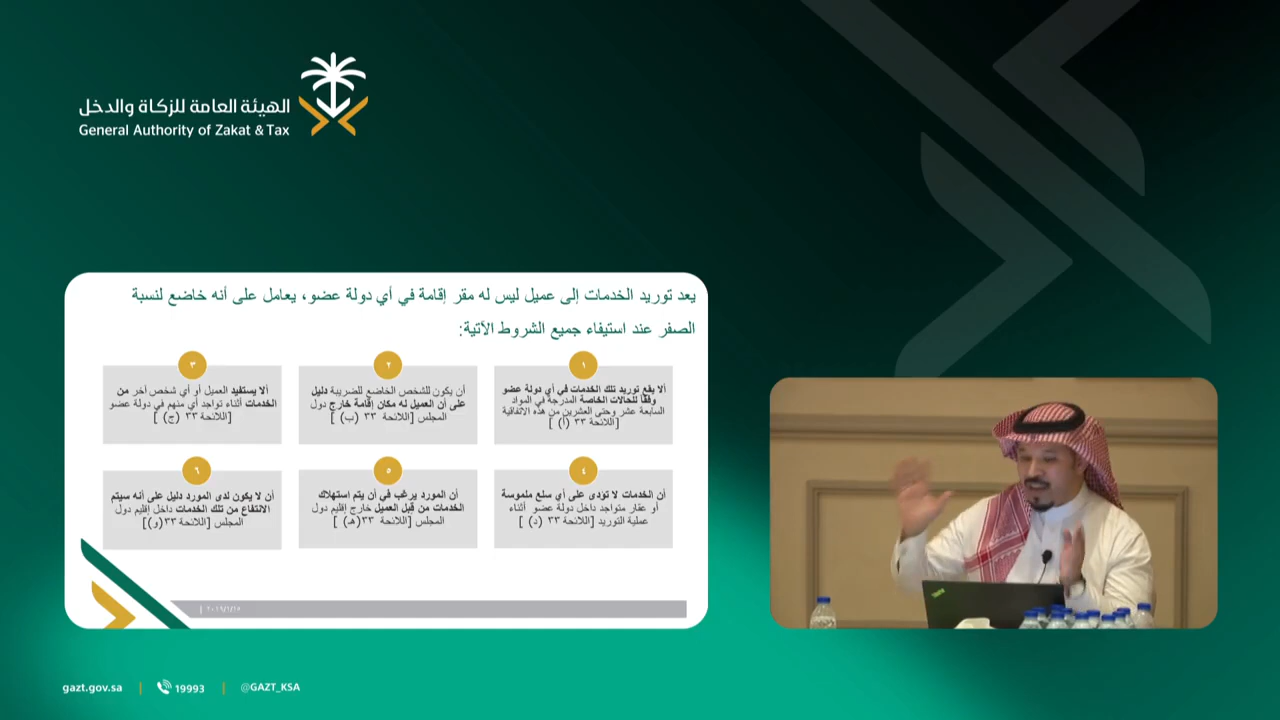 الهيئة العامة للزكاة والدخل
General Authority of Zakat & Tax
يعد توريد الخدمات إلى عميل ليس له مقر إقامة في أي دولة عضو، يعامل على أنه خاضع لنسبة
الصفر عند استيفاء جميع الشروط الآتية:
١
ألا يقع توريد تلك الخدمات في أي دولة عضو
وفقًا للحالات الخاصة المدرجة في المواد
السابعة عشر وحتى العشرين من هذه الاتفاقية
[اللائحة ٣٣ (أ) ]
٢
أن يكون للشخص الخاضع للضريبة دليل
على أن العميل له مكان إقامة خارج دول
المجلس [اللائحة ٣٣ (ب) ]
٣
ألا يستفيد العميل أو أي شخص آخر من
الخدمات أثناء تواجد أي منهم في دولة عضو
[اللائحة ٣٣ (ج) ]
٤
أن الخدمات لا تؤدى على أي سلع ملموسة
أو عقار متواجد داخل دولة عضو أثناء
عملية التوريد [اللائحة ٣٣ (د) ]
٥
أن المورد يرغب في أن يتم استهلاك
الخدمات من قبل العميل خارج إقليم دول
المجلس [اللائحة ٣٣ (هـ) ]
٦
أن لا يكون لدى المورد دليل على أنه سيتم
الانتفاع من تلك الخدمات داخل إقليم دول
المجلس [اللائحة ٣٣ (و)]
٢٠١٩/١/١٥ |
gazt.gov.sa | 19993 | @GAZT_KSA